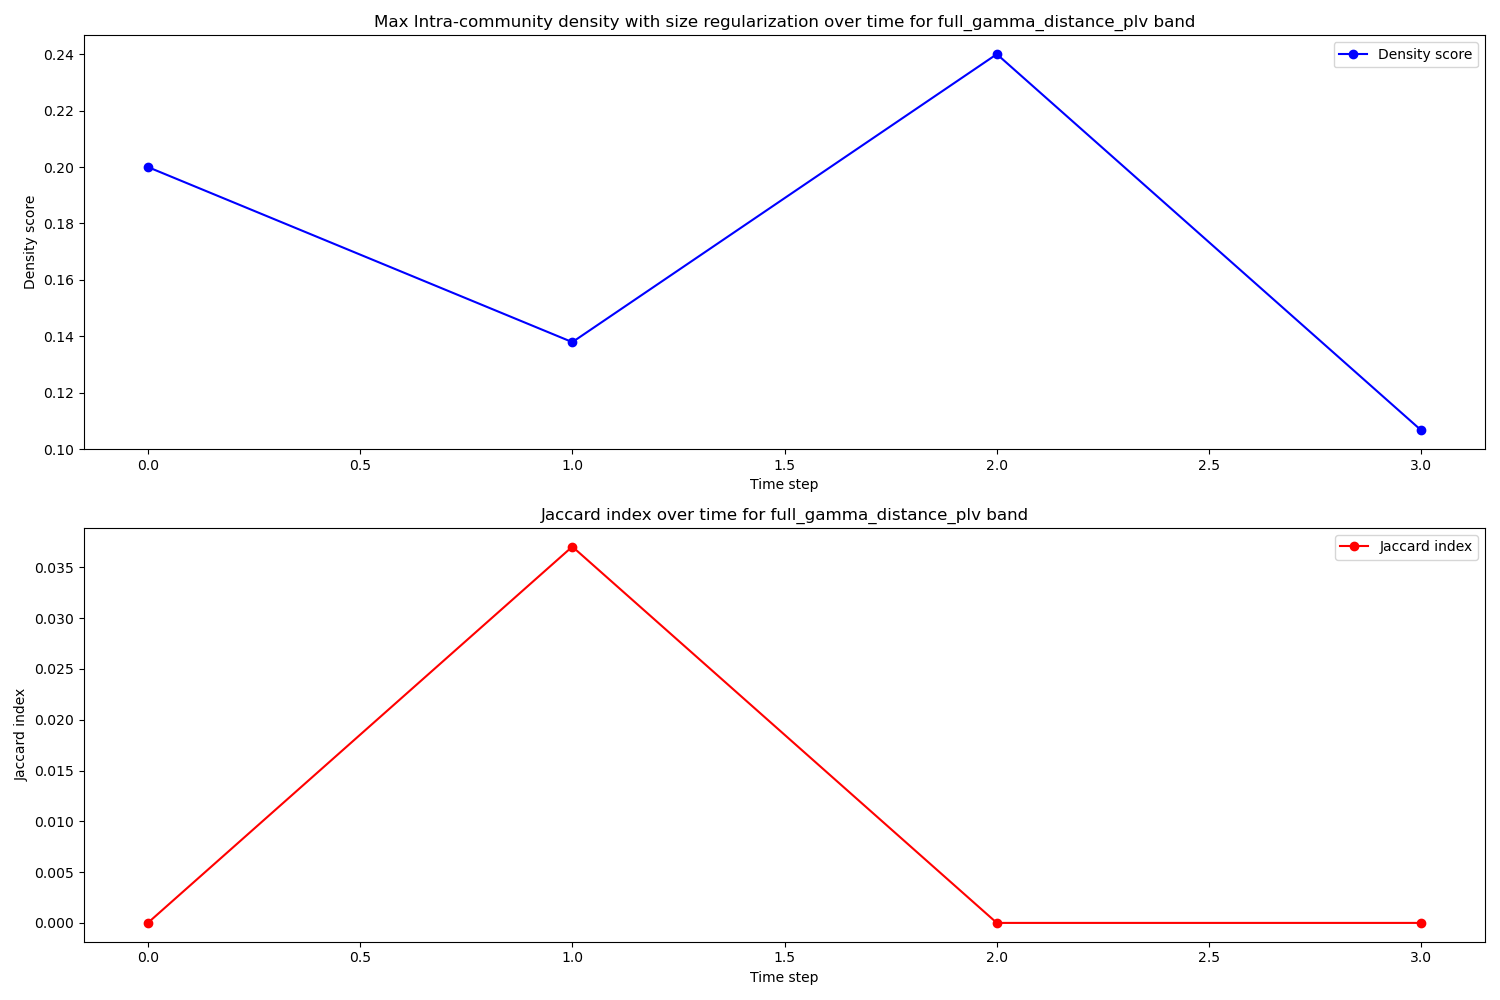 Max Intra-community density with size regularization over time for full_gamma_distance_plv band
Density score
0.24
0.22
0.20
0.18
0.16
0.14
0.12
0.10
Density score
0.0 0.5 1.0 1.5 2.0 2.5 3.0
Time step
Jaccard index over time for full_gamma_distance_plv band
Jaccard index
0.035
0.030
0.025
0.020
0.015
0.010
0.005
0.000
Jaccard index
0.0 0.5 1.0 1.5 2.0 2.5 3.0
Time step